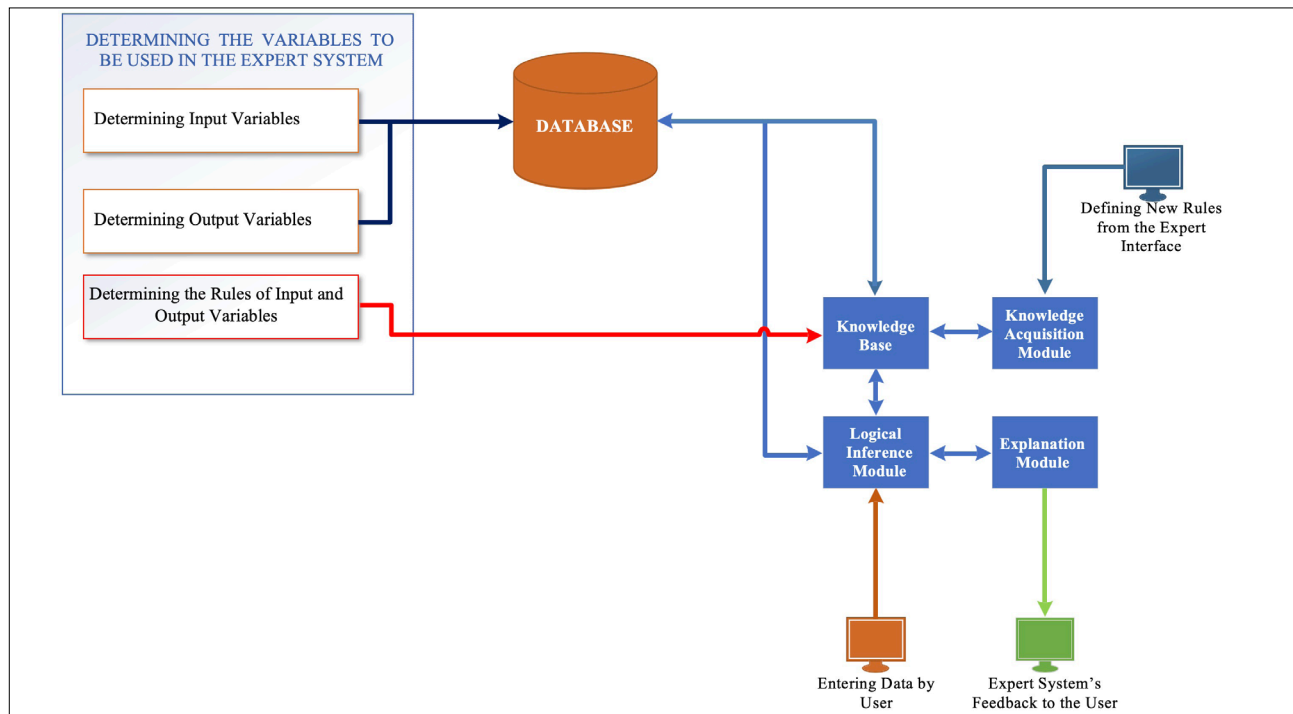 DETERMINING THE VARIABLES TO
BE USED IN THE EXPERT SYSTEM
Determining Input Variables
Determining Output Variables
Determining the Rules of Input and
Output Variables
DATABASE
Defining New Rules
from the Expert
Interface
Knowledge
Base
Knowledge
Acquisition
Module
Logical
Inference
Module
Explanation
Module
Entering Data by
User
Expert System’s
Feedback to the User